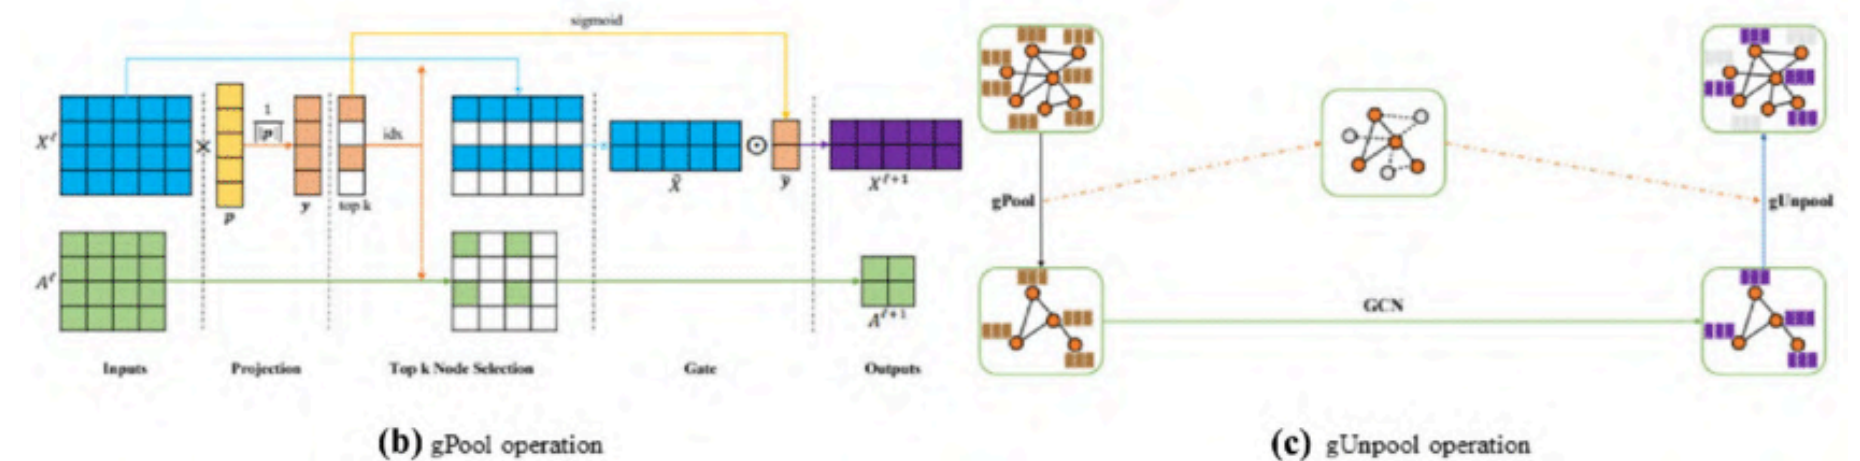 sigmoid
X^ℓ
×
p
1
||p||
y
top k
idx
X̃
⊙
ỹ
X^ℓ+1
A^ℓ
A^ℓ+1
Inputs
Projection
Top k Node Selection
Gate
Outputs
(b) gPool operation
gPool
gUnpool
GCN
(c) gUnpool operation